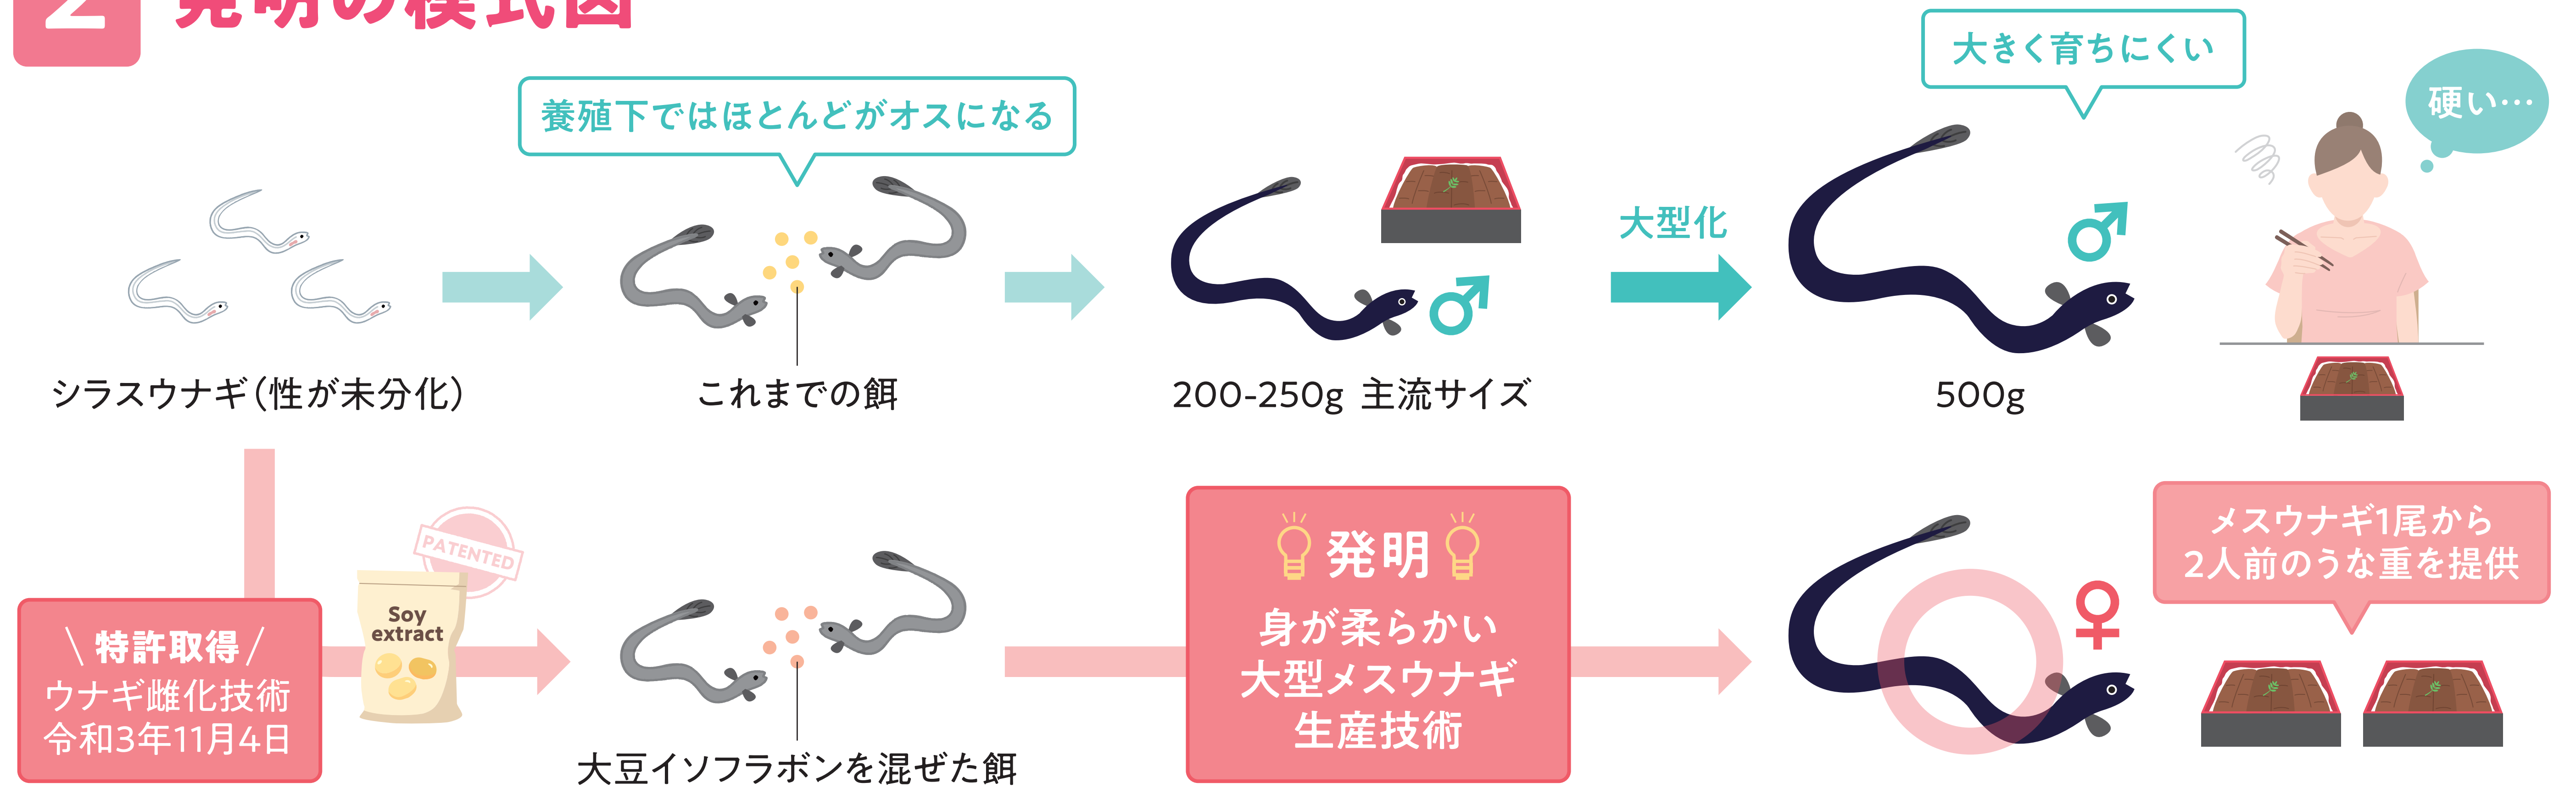 2 発明の模式図
養殖下ではほとんどがオスになる
大きく育ちにくい
硬い…
大型化
シラスウナギ(性が未分化)
これまでの餌
200-250g 主流サイズ
500g
PATENTED
Soy
extract
\ 特許取得 /
ウナギ雌化技術
令和3年11月4日
大豆イソフラボンを混ぜた餌
発明
身が柔らかい
大型メスウナギ
生産技術
メスウナギ1尾から
2人前のうな重を提供